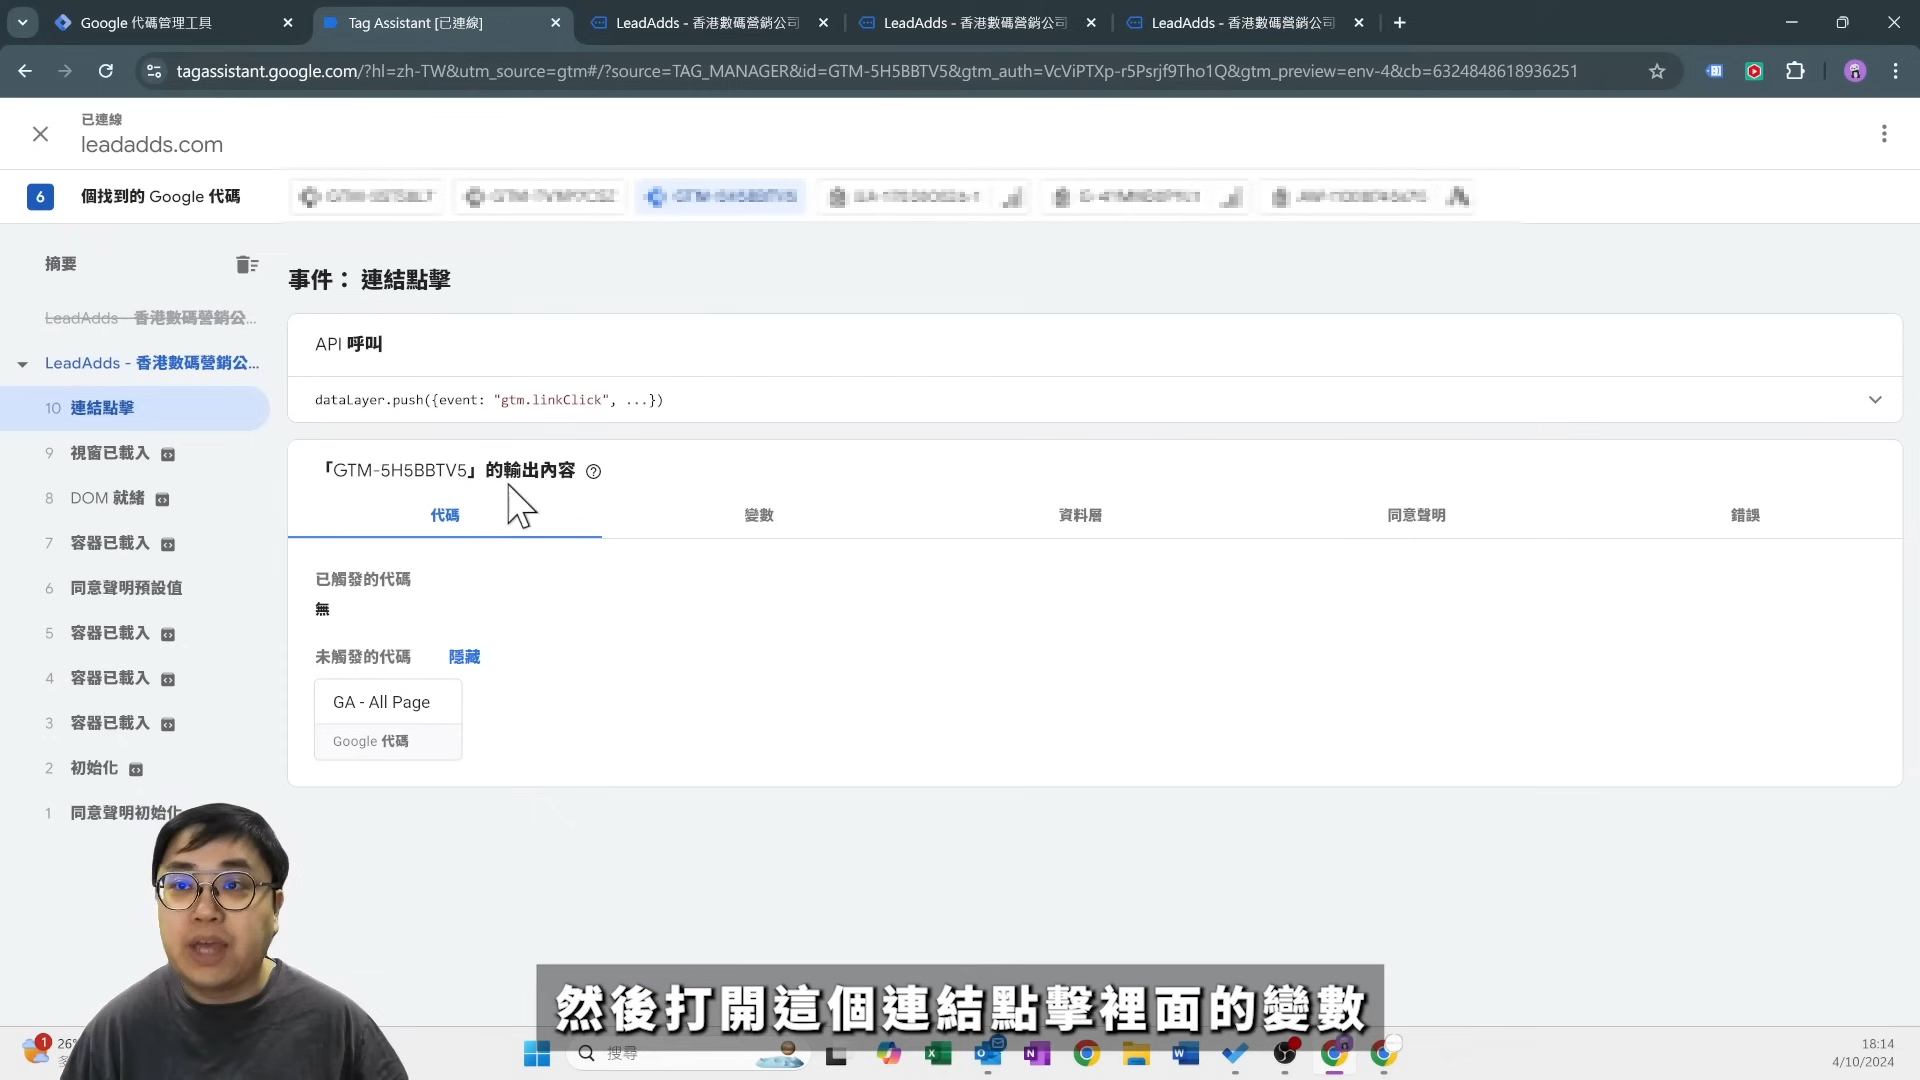 Google 代碼管理工具
Tag Assistant [已連線]
LeadAdds - 香港數碼營銷公司
LeadAdds - 香港數碼營銷公司
LeadAdds - 香港數碼營銷公司
tagassistant.google.com/?hl=zh-TW&utm_source=gtm#/?source=TAG_MANAGER&id=GTM-5H5BBTV5&gtm_auth=VcViPTXp-r5Psrjf9Tho1Q&gtm_preview=env-4&cb=6324848618936251
已連線
leadadds.com
6 個找到的 Google 代碼
摘要
LeadAdds - 香港數碼營銷公...
LeadAdds - 香港數碼營銷公...
10 連結點擊
9 視窗已載入
8 DOM 就緒
7 容器已載入
6 同意聲明預設值
5 容器已載入
4 容器已載入
3 容器已載入
2 初始化
1 同意聲明初始化
事件： 連結點擊
API 呼叫
dataLayer.push({event: "gtm.linkClick", ...})
「GTM-5H5BBTV5」的輸出內容
代碼 變數 資料層 同意聲明 錯誤
已觸發的代碼
無
未觸發的代碼 隱藏
GA - All Page
Google 代碼
然後打開這個連結點擊裡面的變數
1
26°
搜尋
18:14
4/10/2024